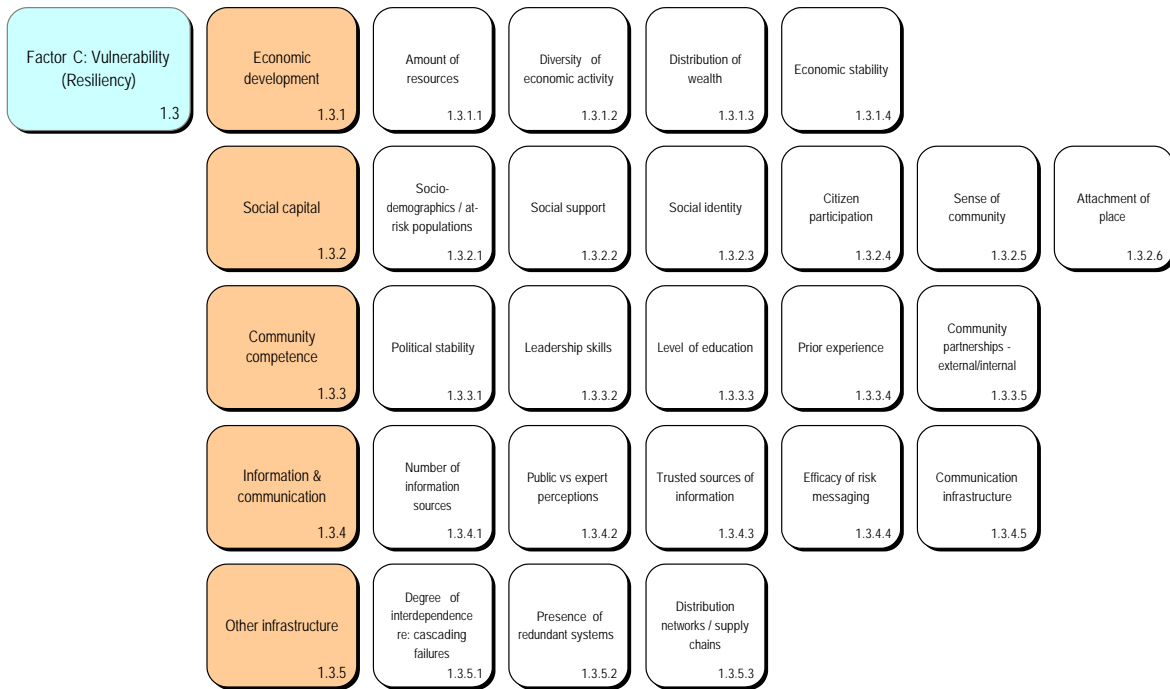 Factor C: Vulnerability
(Resiliency)
1.3
Economic
development
1.3.1
Amount of
resources
1.3.1.1
Diversity of
economic activity
1.3.1.2
Distribution of
wealth
1.3.1.3
Economic stability
1.3.1.4
Social capital
1.3.2
Socio-
demographics / at-
risk populations
1.3.2.1
Social support
1.3.2.2
Social identity
1.3.2.3
Citizen
participation
1.3.2.4
Sense of
community
1.3.2.5
Attachment of
place
1.3.2.6
Community
competence
1.3.3
Political stability
1.3.3.1
Leadership skills
1.3.3.2
Level of education
1.3.3.3
Prior experience
1.3.3.4
Community
partnerships -
external/internal
1.3.3.5
Information &
communication
1.3.4
Number of
information
sources
1.3.4.1
Public vs expert
perceptions
1.3.4.2
Trusted sources of
information
1.3.4.3
Efficacy of risk
messaging
1.3.4.4
Communication
infrastructure
1.3.4.5
Other infrastructure
1.3.5
Degree of
interdependence
re: cascading
failures
1.3.5.1
Presence of
redundant systems
1.3.5.2
Distribution
networks / supply
chains
1.3.5.3